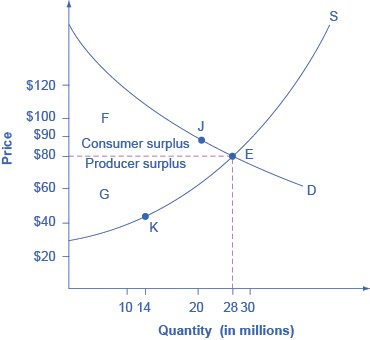 S
$120
$100
F
$90
J
Consumer surplus
Price
$80
E
Producer surplus
$60
G
D
$40
K
$20
10 14 20 28 30
Quantity (in millions)